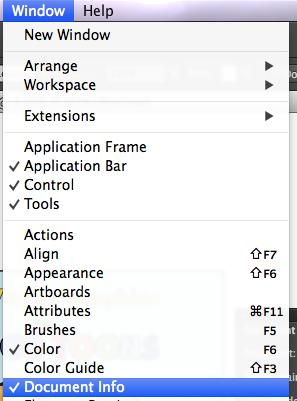 Window Help
New Window
Arrange
Workspace
Extensions
Application Frame
✓ Application Bar
✓ Control
✓ Tools
Actions
Align ⇧F7
Appearance ⇧F6
Artboards
Attributes ⌘F11
Brushes F5
✓ Color F6
Color Guide ⇧F3
✓ Document Info